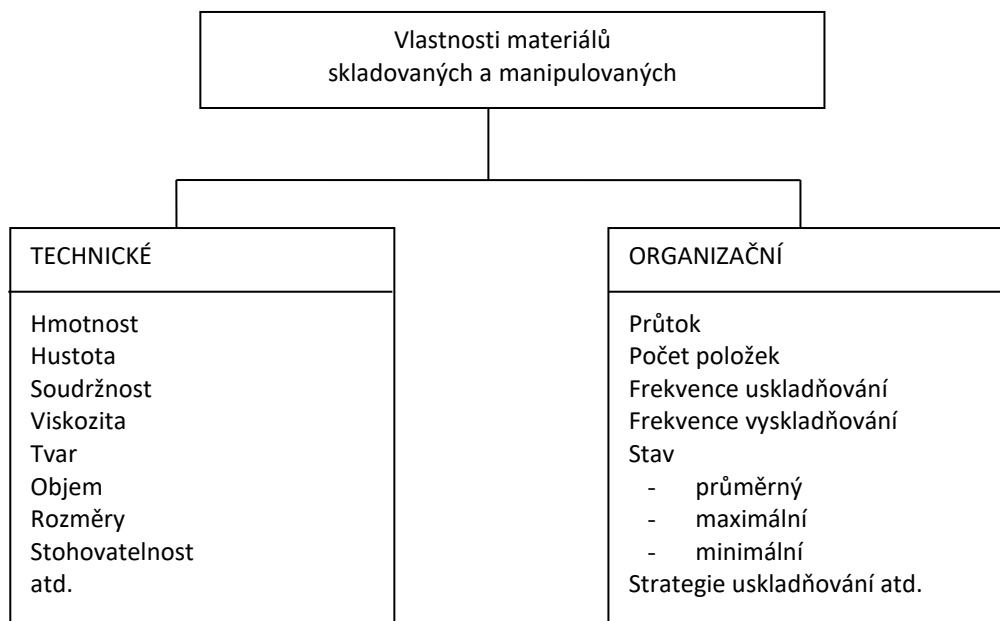 Vlastnosti materiálů
skladovaných a manipulovaných
TECHNICKÉ
Hmotnost
Hustota
Soudržnost
Viskozita
Tvar
Objem
Rozměry
Stohovatelnost
atd.
ORGANIZAČNÍ
Průtok
Počet položek
Frekvence uskladňování
Frekvence vyskladňování
Stav
- průměrný
- maximální
- minimální
Strategie uskladňování atd.